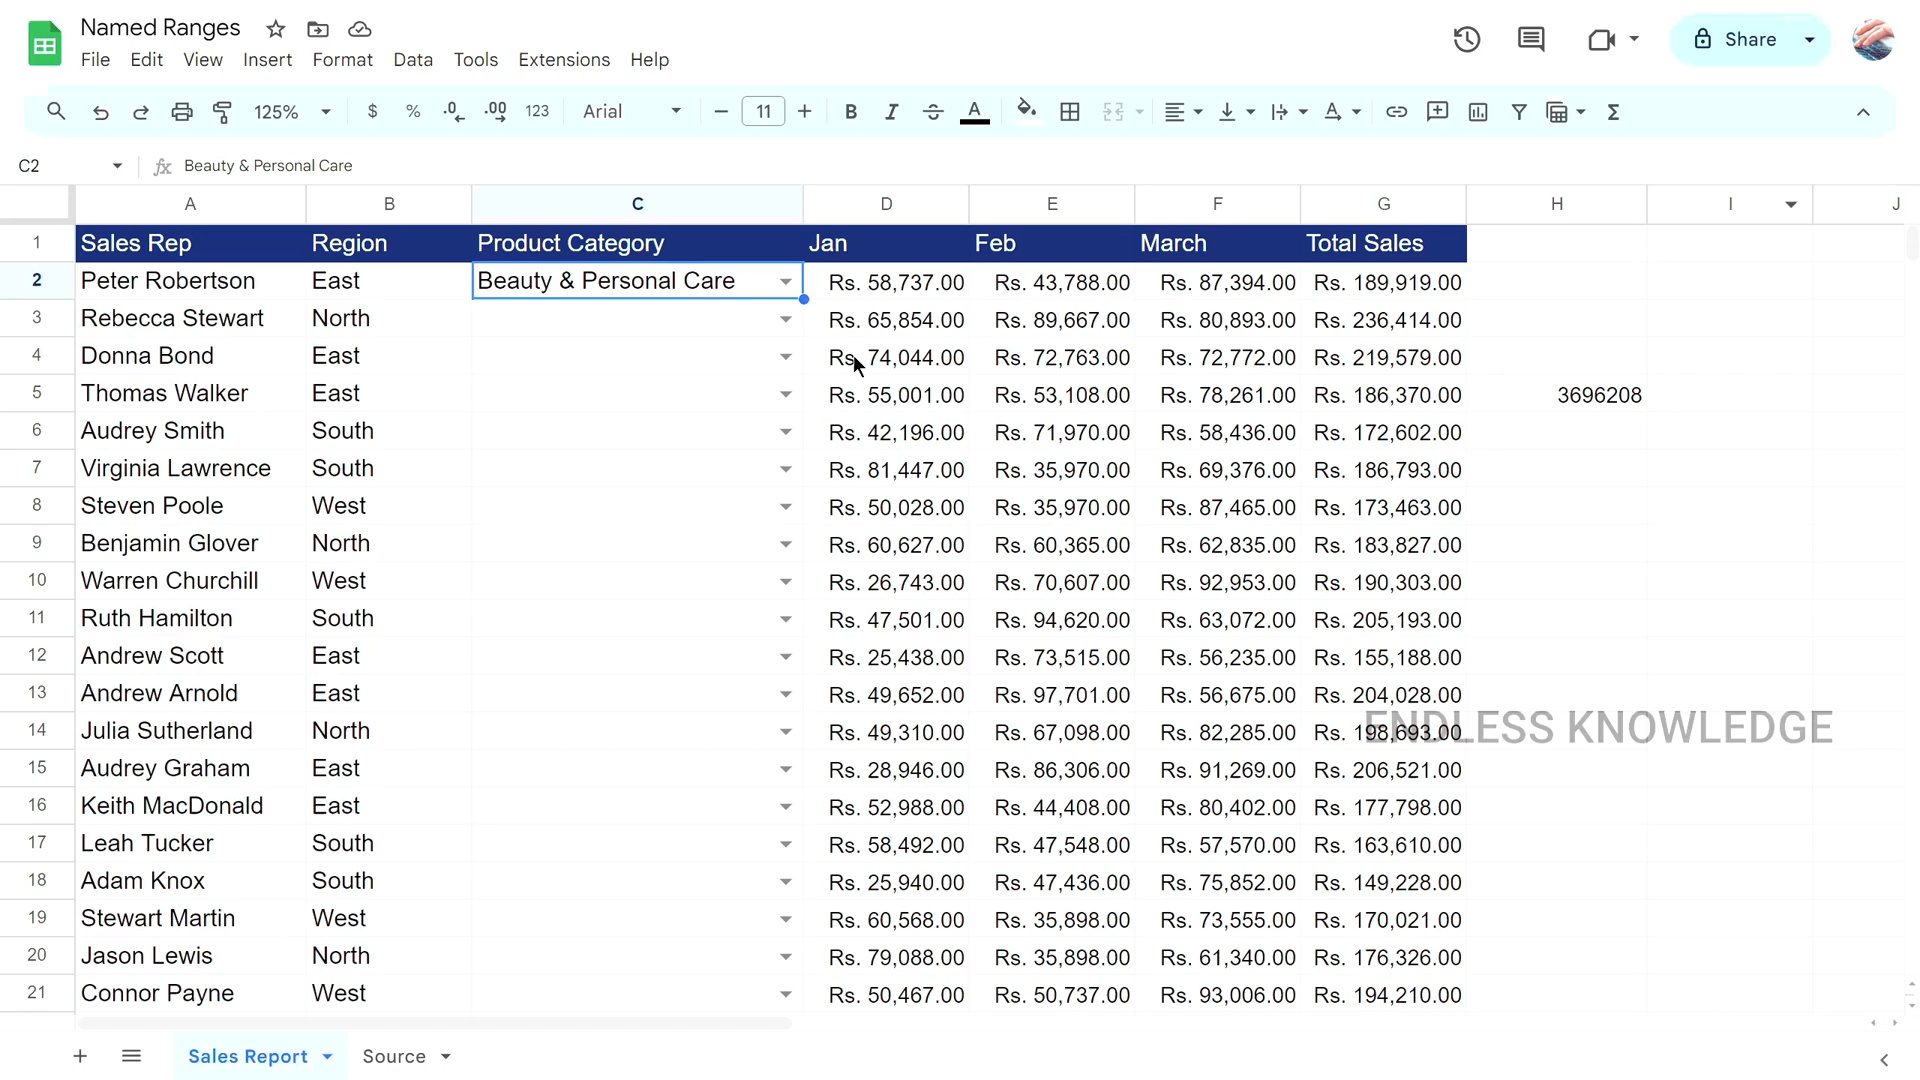 Named Ranges
File Edit View Insert Format Data Tools Extensions Help
Share
125% $ % .0 .00 123 Arial 11 B I A Σ
C2 fx Beauty & Personal Care
A B C D E F G H I J
1 Sales Rep Region Product Category Jan Feb March Total Sales
2 Peter Robertson East Beauty & Personal Care Rs. 58,737.00 Rs. 43,788.00 Rs. 87,394.00 Rs. 189,919.00
3 Rebecca Stewart North Rs. 65,854.00 Rs. 89,667.00 Rs. 80,893.00 Rs. 236,414.00
4 Donna Bond East Rs. 74,044.00 Rs. 72,763.00 Rs. 72,772.00 Rs. 219,579.00
5 Thomas Walker East Rs. 55,001.00 Rs. 53,108.00 Rs. 78,261.00 Rs. 186,370.00 3696208
6 Audrey Smith South Rs. 42,196.00 Rs. 71,970.00 Rs. 58,436.00 Rs. 172,602.00
7 Virginia Lawrence South Rs. 81,447.00 Rs. 35,970.00 Rs. 69,376.00 Rs. 186,793.00
8 Steven Poole West Rs. 50,028.00 Rs. 35,970.00 Rs. 87,465.00 Rs. 173,463.00
9 Benjamin Glover North Rs. 60,627.00 Rs. 60,365.00 Rs. 62,835.00 Rs. 183,827.00
10 Warren Churchill West Rs. 26,743.00 Rs. 70,607.00 Rs. 92,953.00 Rs. 190,303.00
11 Ruth Hamilton South Rs. 47,501.00 Rs. 94,620.00 Rs. 63,072.00 Rs. 205,193.00
12 Andrew Scott East Rs. 25,438.00 Rs. 73,515.00 Rs. 56,235.00 Rs. 155,188.00
13 Andrew Arnold East Rs. 49,652.00 Rs. 97,701.00 Rs. 56,675.00 Rs. 204,028.00
14 Julia Sutherland North Rs. 49,310.00 Rs. 67,098.00 Rs. 82,285.00 Rs. 198,693.00
ENDLESS KNOWLEDGE
15 Audrey Graham East Rs. 28,946.00 Rs. 86,306.00 Rs. 91,269.00 Rs. 206,521.00
16 Keith MacDonald East Rs. 52,988.00 Rs. 44,408.00 Rs. 80,402.00 Rs. 177,798.00
17 Leah Tucker South Rs. 58,492.00 Rs. 47,548.00 Rs. 57,570.00 Rs. 163,610.00
18 Adam Knox South Rs. 25,940.00 Rs. 47,436.00 Rs. 75,852.00 Rs. 149,228.00
19 Stewart Martin West Rs. 60,568.00 Rs. 35,898.00 Rs. 73,555.00 Rs. 170,021.00
20 Jason Lewis North Rs. 79,088.00 Rs. 35,898.00 Rs. 61,340.00 Rs. 176,326.00
21 Connor Payne West Rs. 50,467.00 Rs. 50,737.00 Rs. 93,006.00 Rs. 194,210.00
Sales Report Source